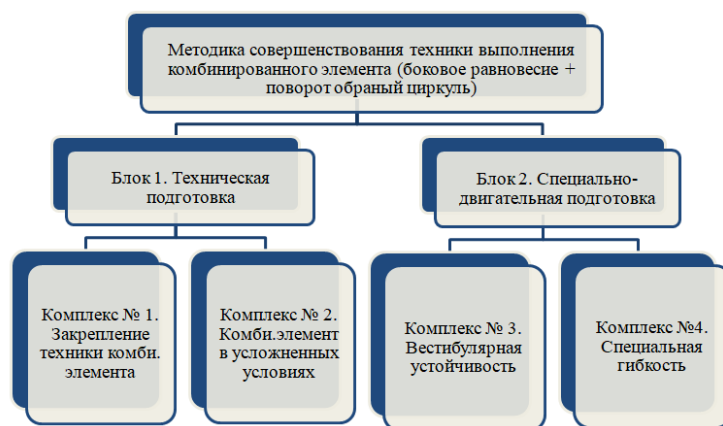 Методика совершенствования техники выполнения
комбинированного элемента (боковое равновесие +
поворот обраный циркуль)
Блок 1. Техническая
подготовка
Блок 2. Специально-
двигательная подготовка
Комплекс № 1.
Закрепление
техники комби.
элемента
Комплекс № 2.
Комби.элемент
в усложненных
условиях
Комплекс № 3.
Вестибулярная
устойчивость
Комплекс №4.
Специальная
гибкость